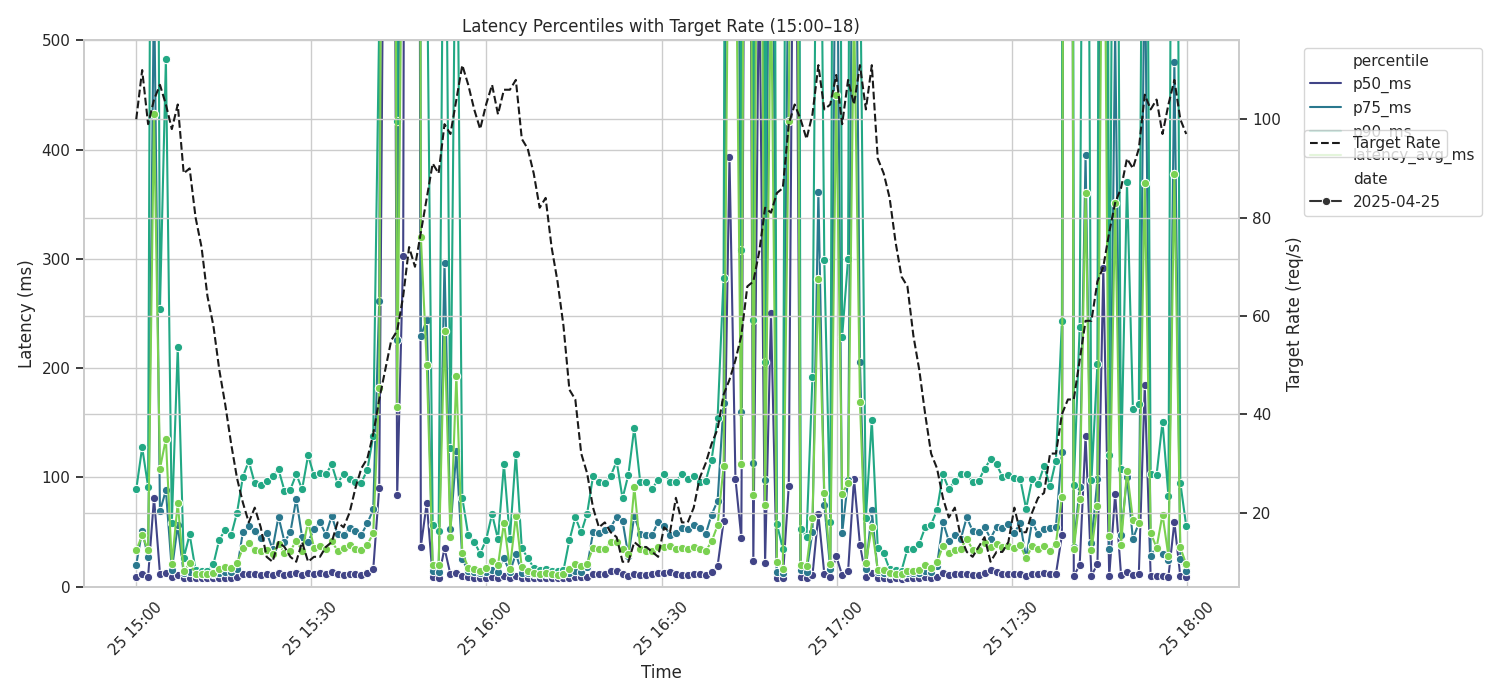 Latency Percentiles with Target Rate (15:00–18)
500
400
300
200
100
0
Latency (ms)
25 15:00
25 15:30
25 16:00
25 16:30
25 17:00
25 17:30
25 18:00
Time
100
80
60
40
20
Target Rate (req/s)
percentile
p50_ms
p75_ms
p90_ms
Target Rate
latency_avg_ms
date
2025-04-25